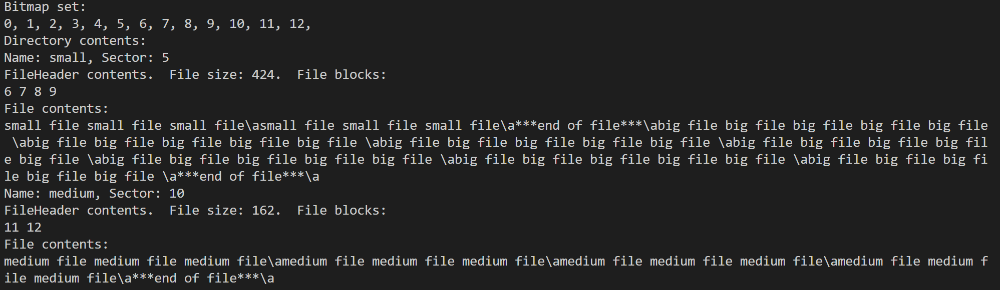 Bitmap set:
0, 1, 2, 3, 4, 5, 6, 7, 8, 9, 10, 11, 12,
Directory contents:
Name: small, Sector: 5
FileHeader contents.  File size: 424.  File blocks:
6 7 8 9
File contents:
small file small file small file\asmall file small file small file\a***end of file***\abig file big file big file big file big file
 \abig file big file big file big file big file \abig file big file big file big file big file \abig file big file big file big fil
e big file \abig file big file big file big file big file \abig file big file big file big file big file \abig file big file big fi
le big file big file \a***end of file***\a
Name: medium, Sector: 10
FileHeader contents.  File size: 162.  File blocks:
11 12
File contents:
medium file medium file medium file\amedium file medium file medium file\amedium file medium file medium file\amedium file medium f
ile medium file\a***end of file***\a